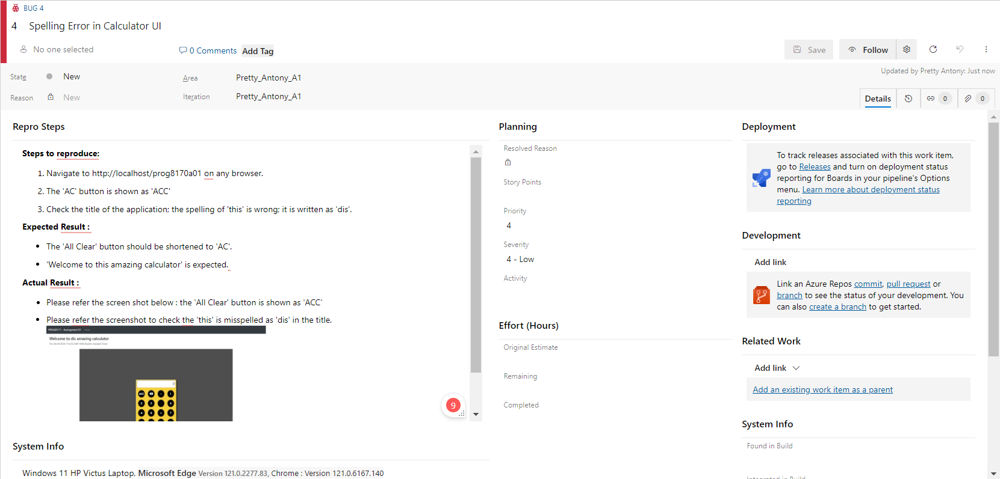 BUG 4
4 Spelling Error in Calculator UI
No one selected
0 Comments Add Tag
Save Follow
State New
Area Pretty_Antony_A1
Updated by Pretty Antony: Just now
Reason New
Iteration Pretty_Antony_A1
Details 0 0
Repro Steps
Steps to reproduce:
1. Navigate to http://localhost/prog8170a01 on any browser.
2. The 'AC' button is shown as 'ACC'
3. Check the title of the application; the spelling of 'this' is wrong; it is written as 'dis'.
Expected Result :
• The 'All Clear' button should be shortened to 'AC'.
• 'Welcome to this amazing calculator' is expected.
Actual Result :
• Please refer the screen shot below : the 'All Clear' button is shown as 'ACC'
• Please refer the screenshot to check the 'this' is misspelled as 'dis' in the title.
Welcome to dis amazing calculator
0
ACC
9
System Info
Windows 11 HP Victus Laptop, Microsoft Edge Version 121.0.2277.83, Chrome : Version 121.0.6167.140
Planning
Resolved Reason
Story Points
Priority
4
Severity
4 - Low
Activity
Effort (Hours)
Original Estimate
Remaining
Completed
Deployment
To track releases associated with this work item,
go to Releases and turn on deployment status
reporting for Boards in your pipeline's Options
menu. Learn more about deployment status
reporting
Development
Add link
Link an Azure Repos commit, pull request or
branch to see the status of your development. You
can also create a branch to get started.
Related Work
Add link
Add an existing work item as a parent
System Info
Found in Build
Integrated in Build